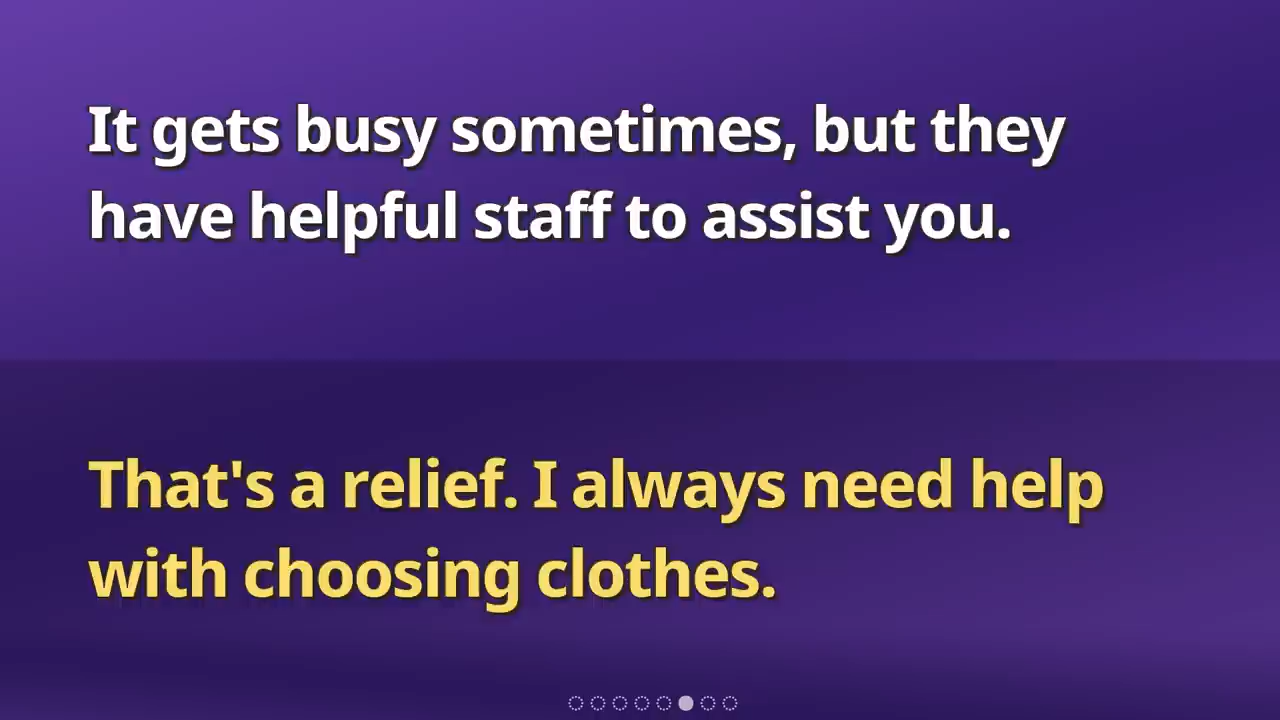 It gets busy sometimes, but they
have helpful staff to assist you.
That's a relief. I always need help
with choosing clothes.